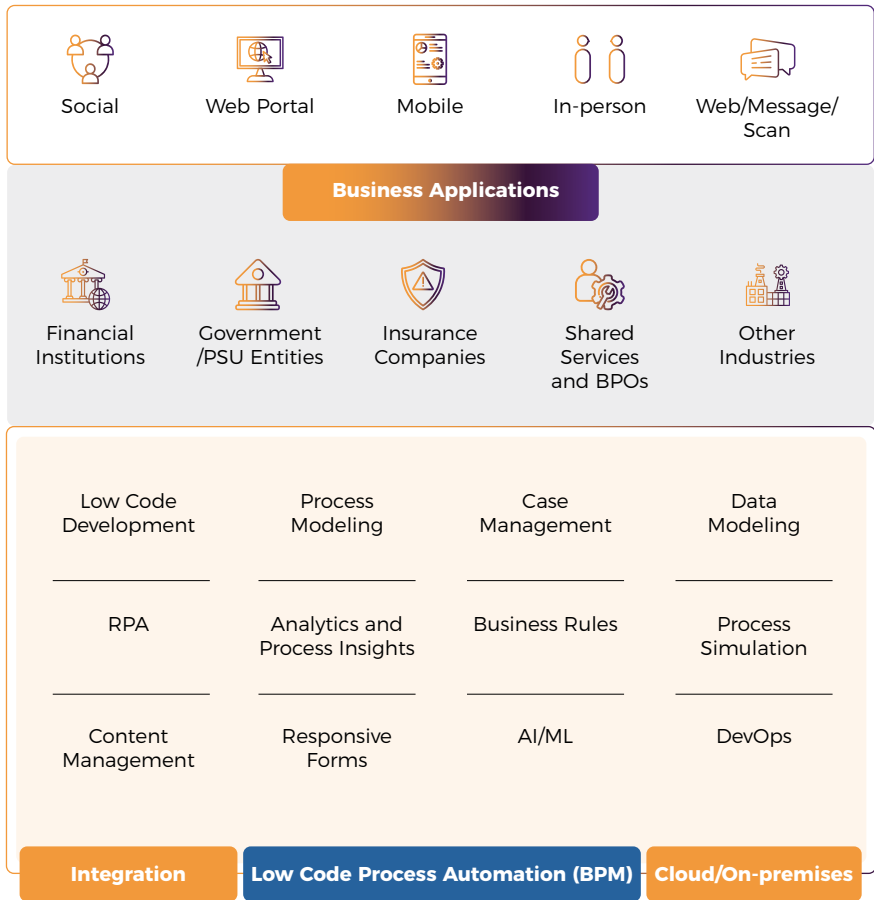 Social
Web Portal
Mobile
In-person
Web/Message/
Scan
Business Applications
Financial
Institutions
Government
/PSU Entities
Insurance
Companies
Shared
Services
and BPOs
Other
Industries
Low Code
Development
Process
Modeling
Case
Management
Data
Modeling
RPA
Analytics and
Process Insights
Business Rules
Process
Simulation
Content
Management
Responsive
Forms
AI/ML
DevOps
Integration
Low Code Process Automation (BPM)
Cloud/On-premises